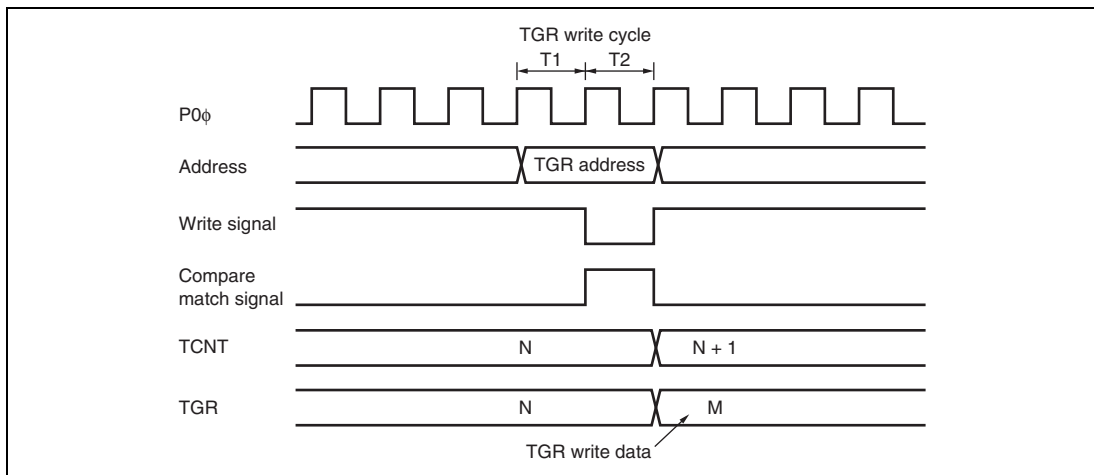 TGR write cycle
T1 T2
P0ϕ
Address TGR address
Write signal
Compare
match signal
TCNT N N + 1
TGR N M
TGR write data